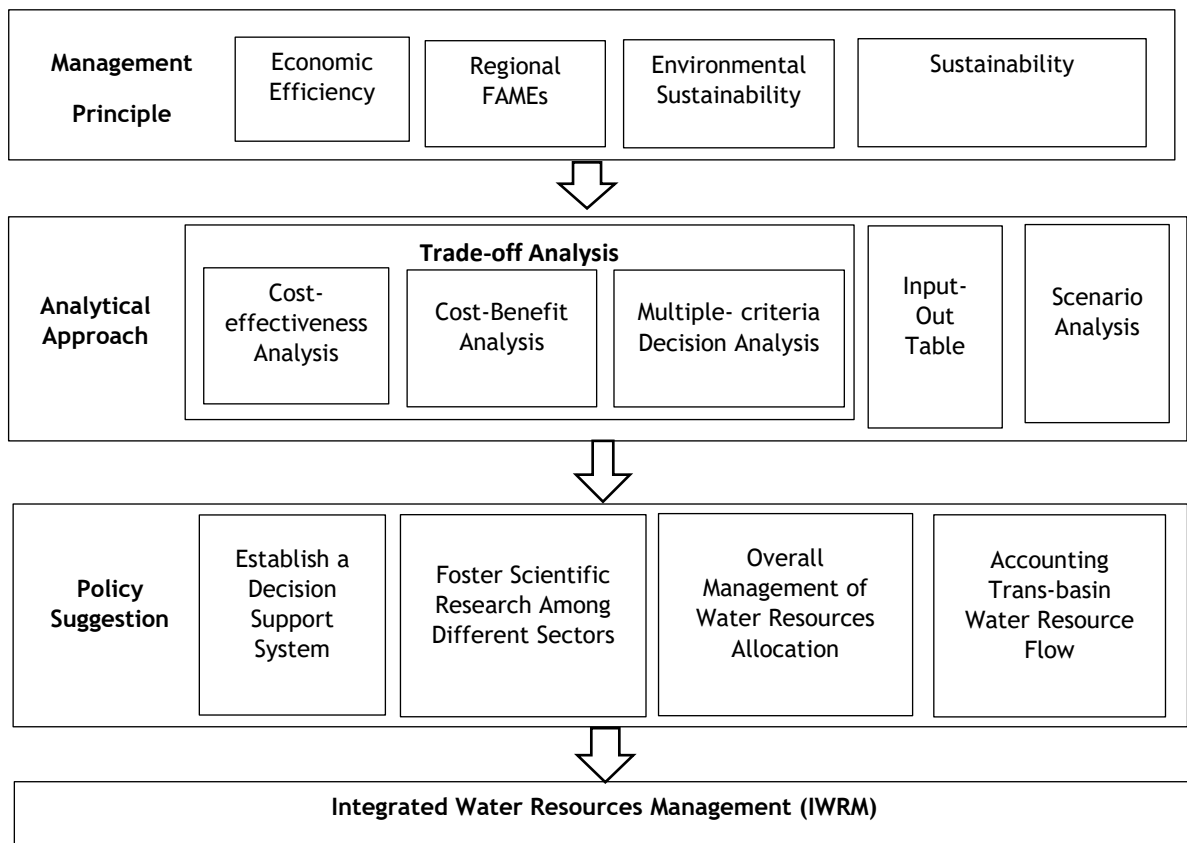 Management
Principle
Economic
Efficiency
Regional
FAMEs
Environmental
Sustainability
Sustainability
Analytical
Approach
Trade-off Analysis
Cost-
effectiveness
Analysis
Cost-Benefit
Analysis
Multiple- criteria
Decision Analysis
Input-
Out
Table
Scenario
Analysis
Policy
Suggestion
Establish a
Decision
Support
System
Foster Scientific
Research Among
Different Sectors
Overall
Management of
Water Resources
Allocation
Accounting
Trans-basin
Water Resource
Flow
Integrated Water Resources Management (IWRM)